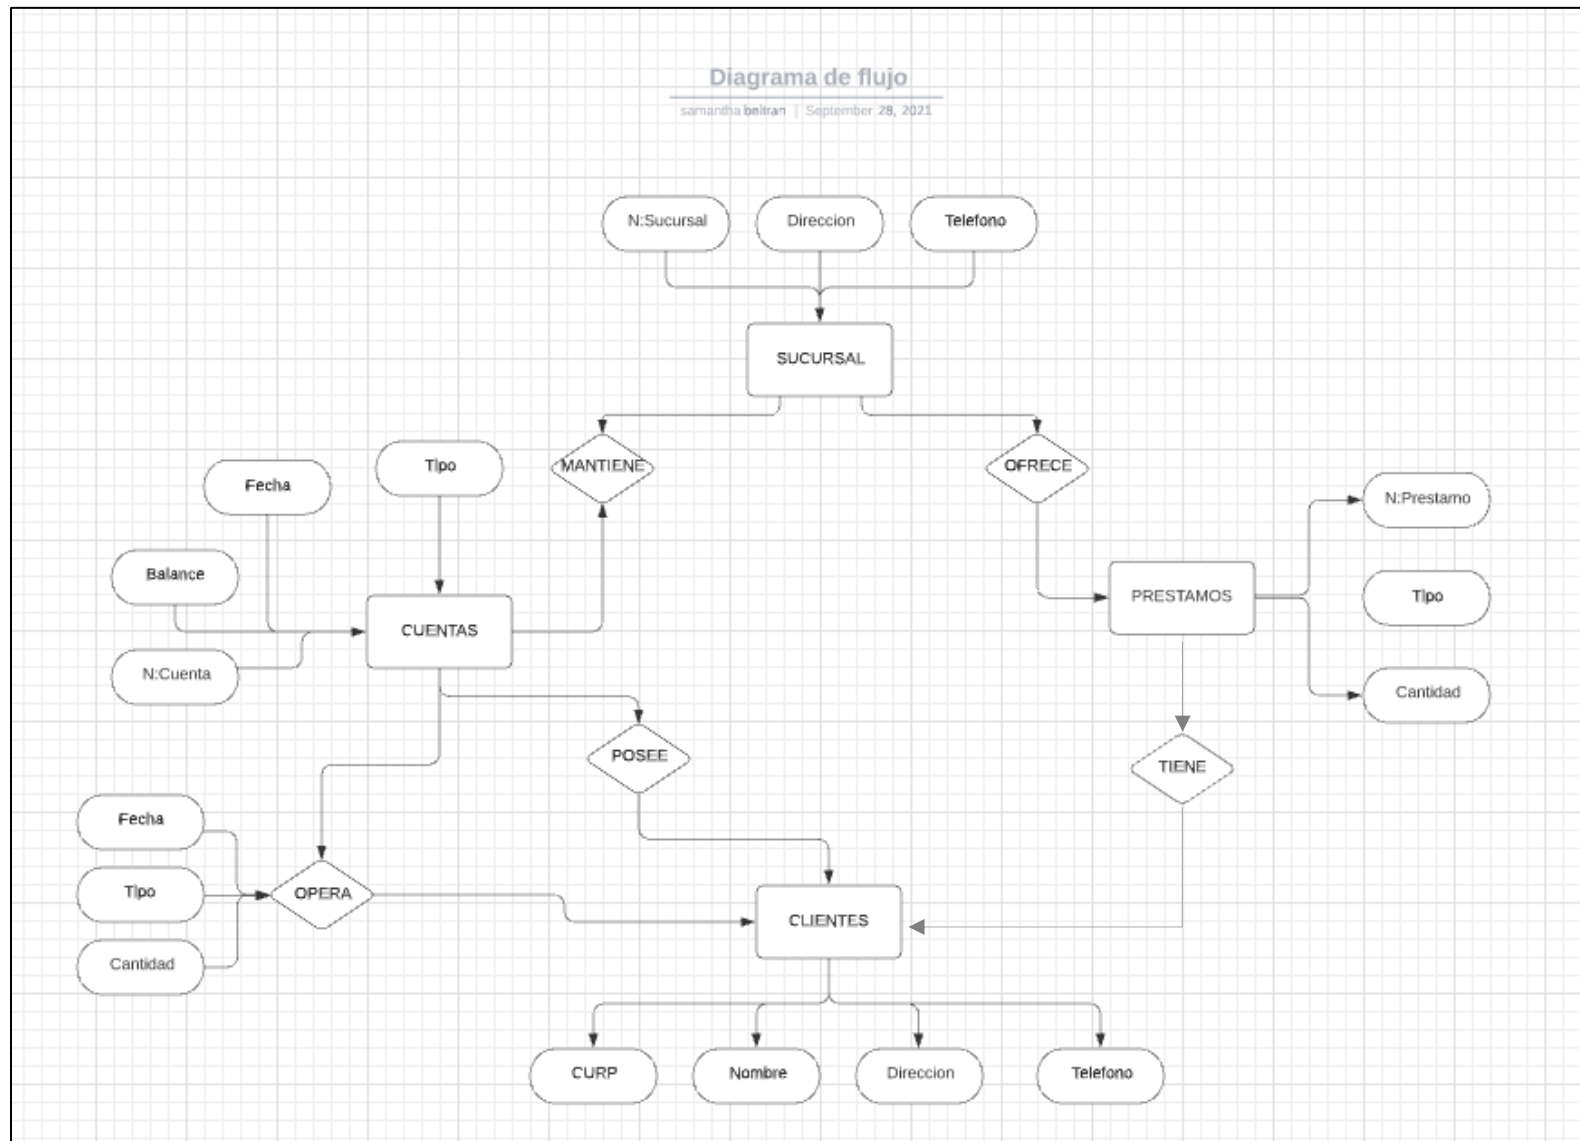 Diagrama de flujo
samantha beltran | September 28, 2021
N:Sucursal
Direccion
Telefono
SUCURSAL
MANTIENE
OFRECE
Tipo
Fecha
Balance
N:Cuenta
CUENTAS
N:Prestamo
Tipo
Cantidad
PRESTAMOS
POSEE
TIENE
Fecha
Tipo
Cantidad
OPERA
CLIENTES
CURP
Nombre
Direccion
Telefono